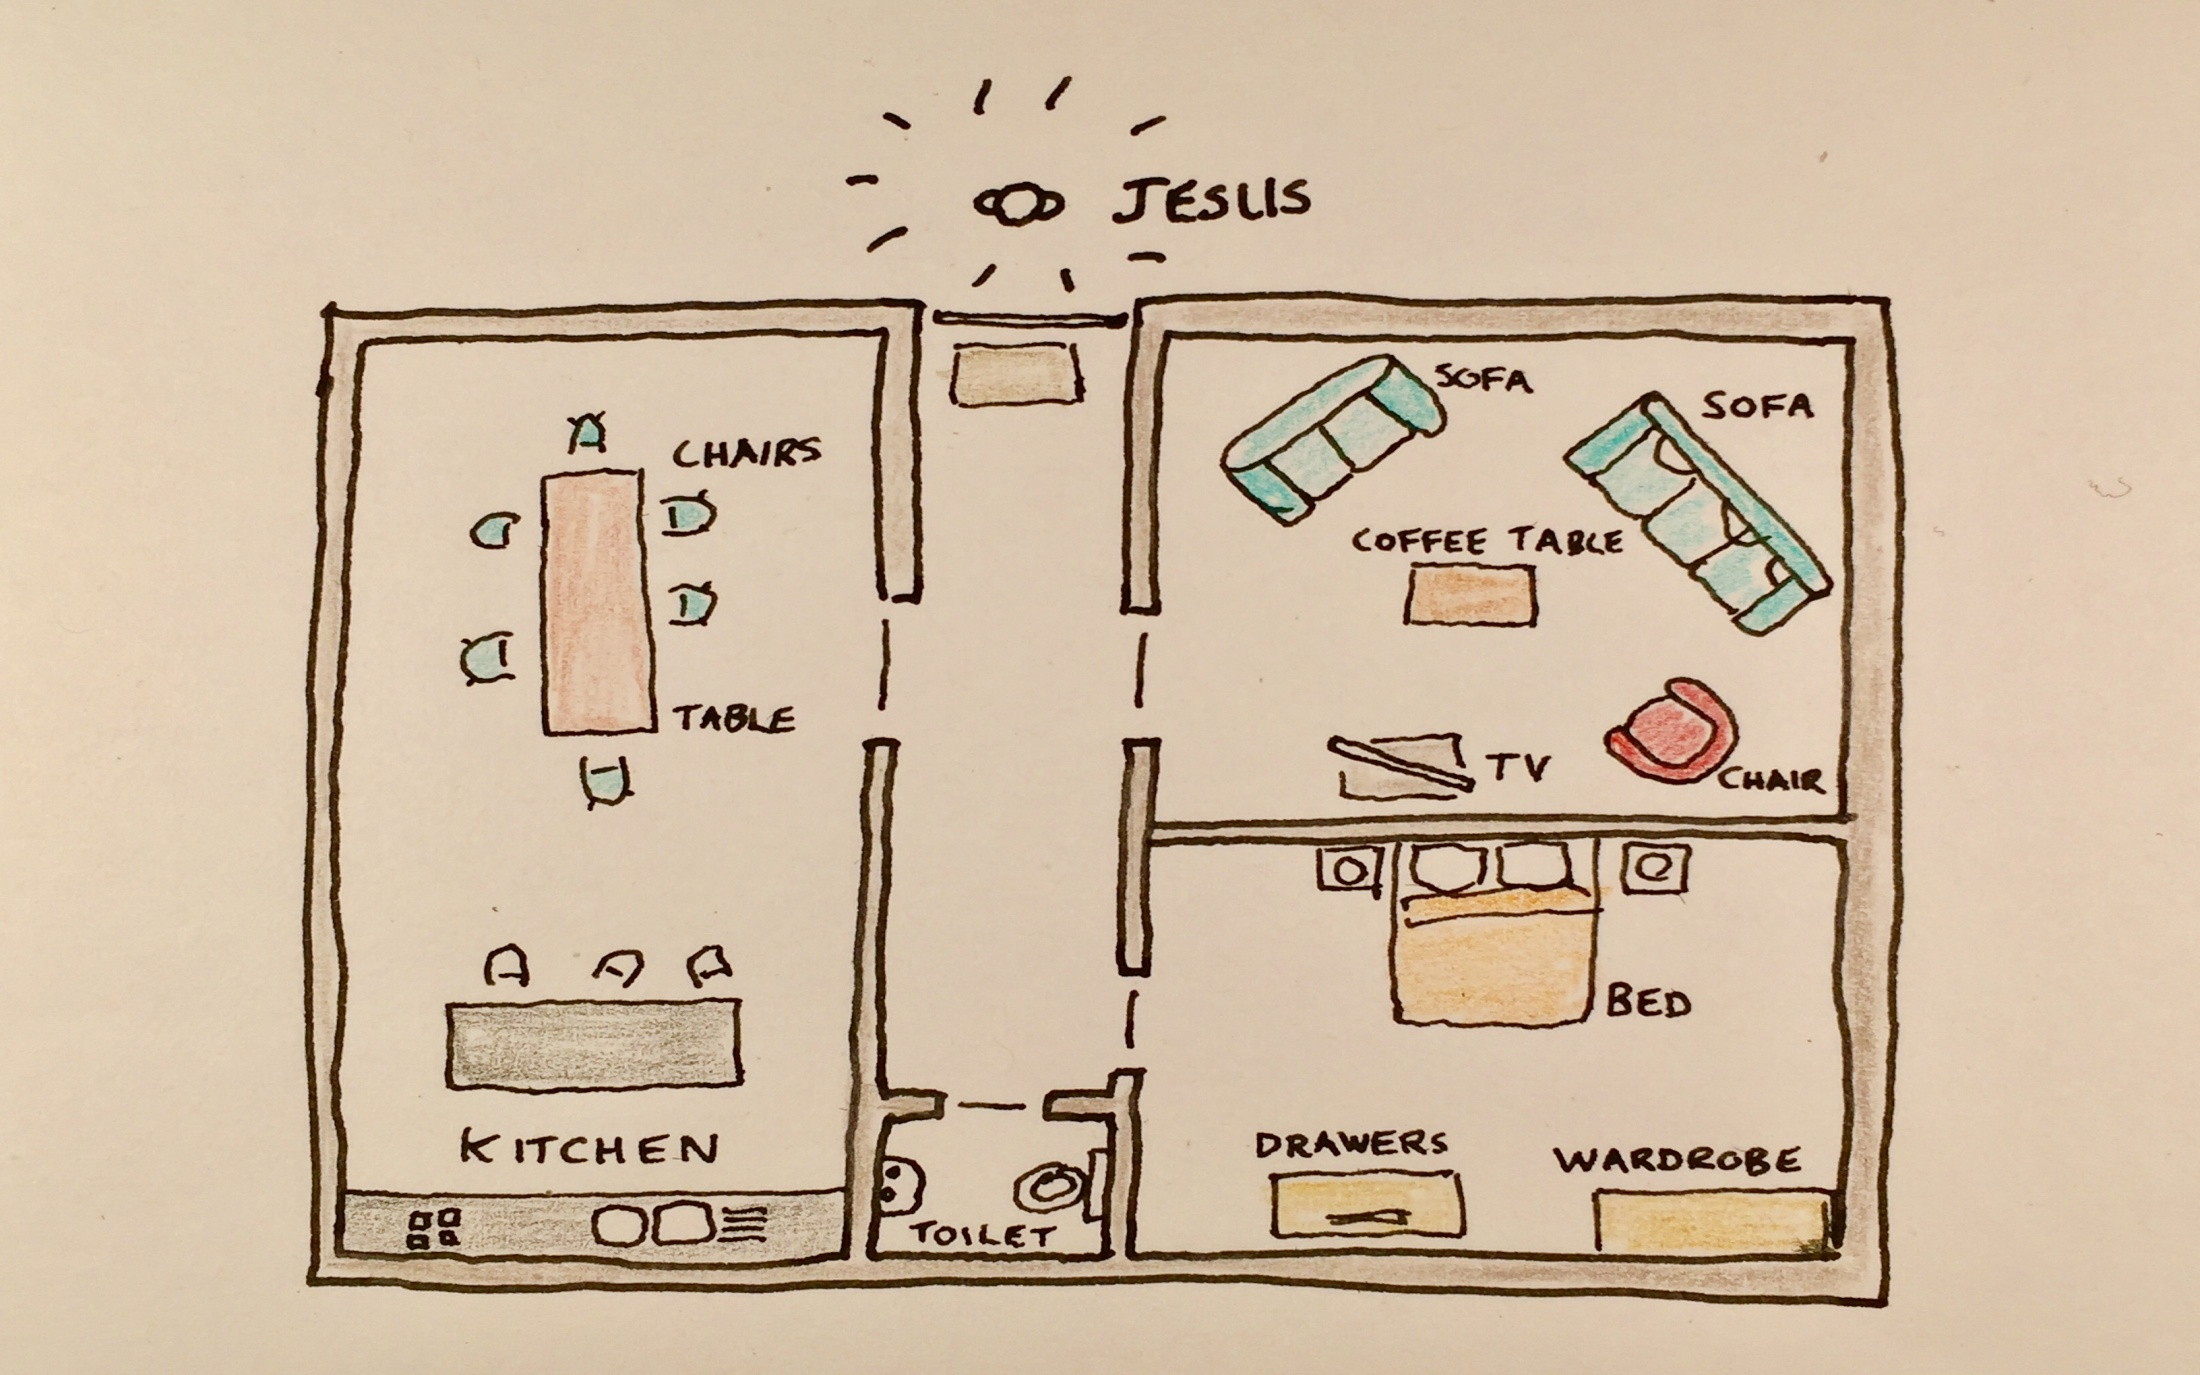 JESUS
SOFA
SOFA
CHAIRS
COFFEE TABLE
TABLE
TV
CHAIR
BED
KITCHEN
DRAWERS
WARDROBE
TOILET